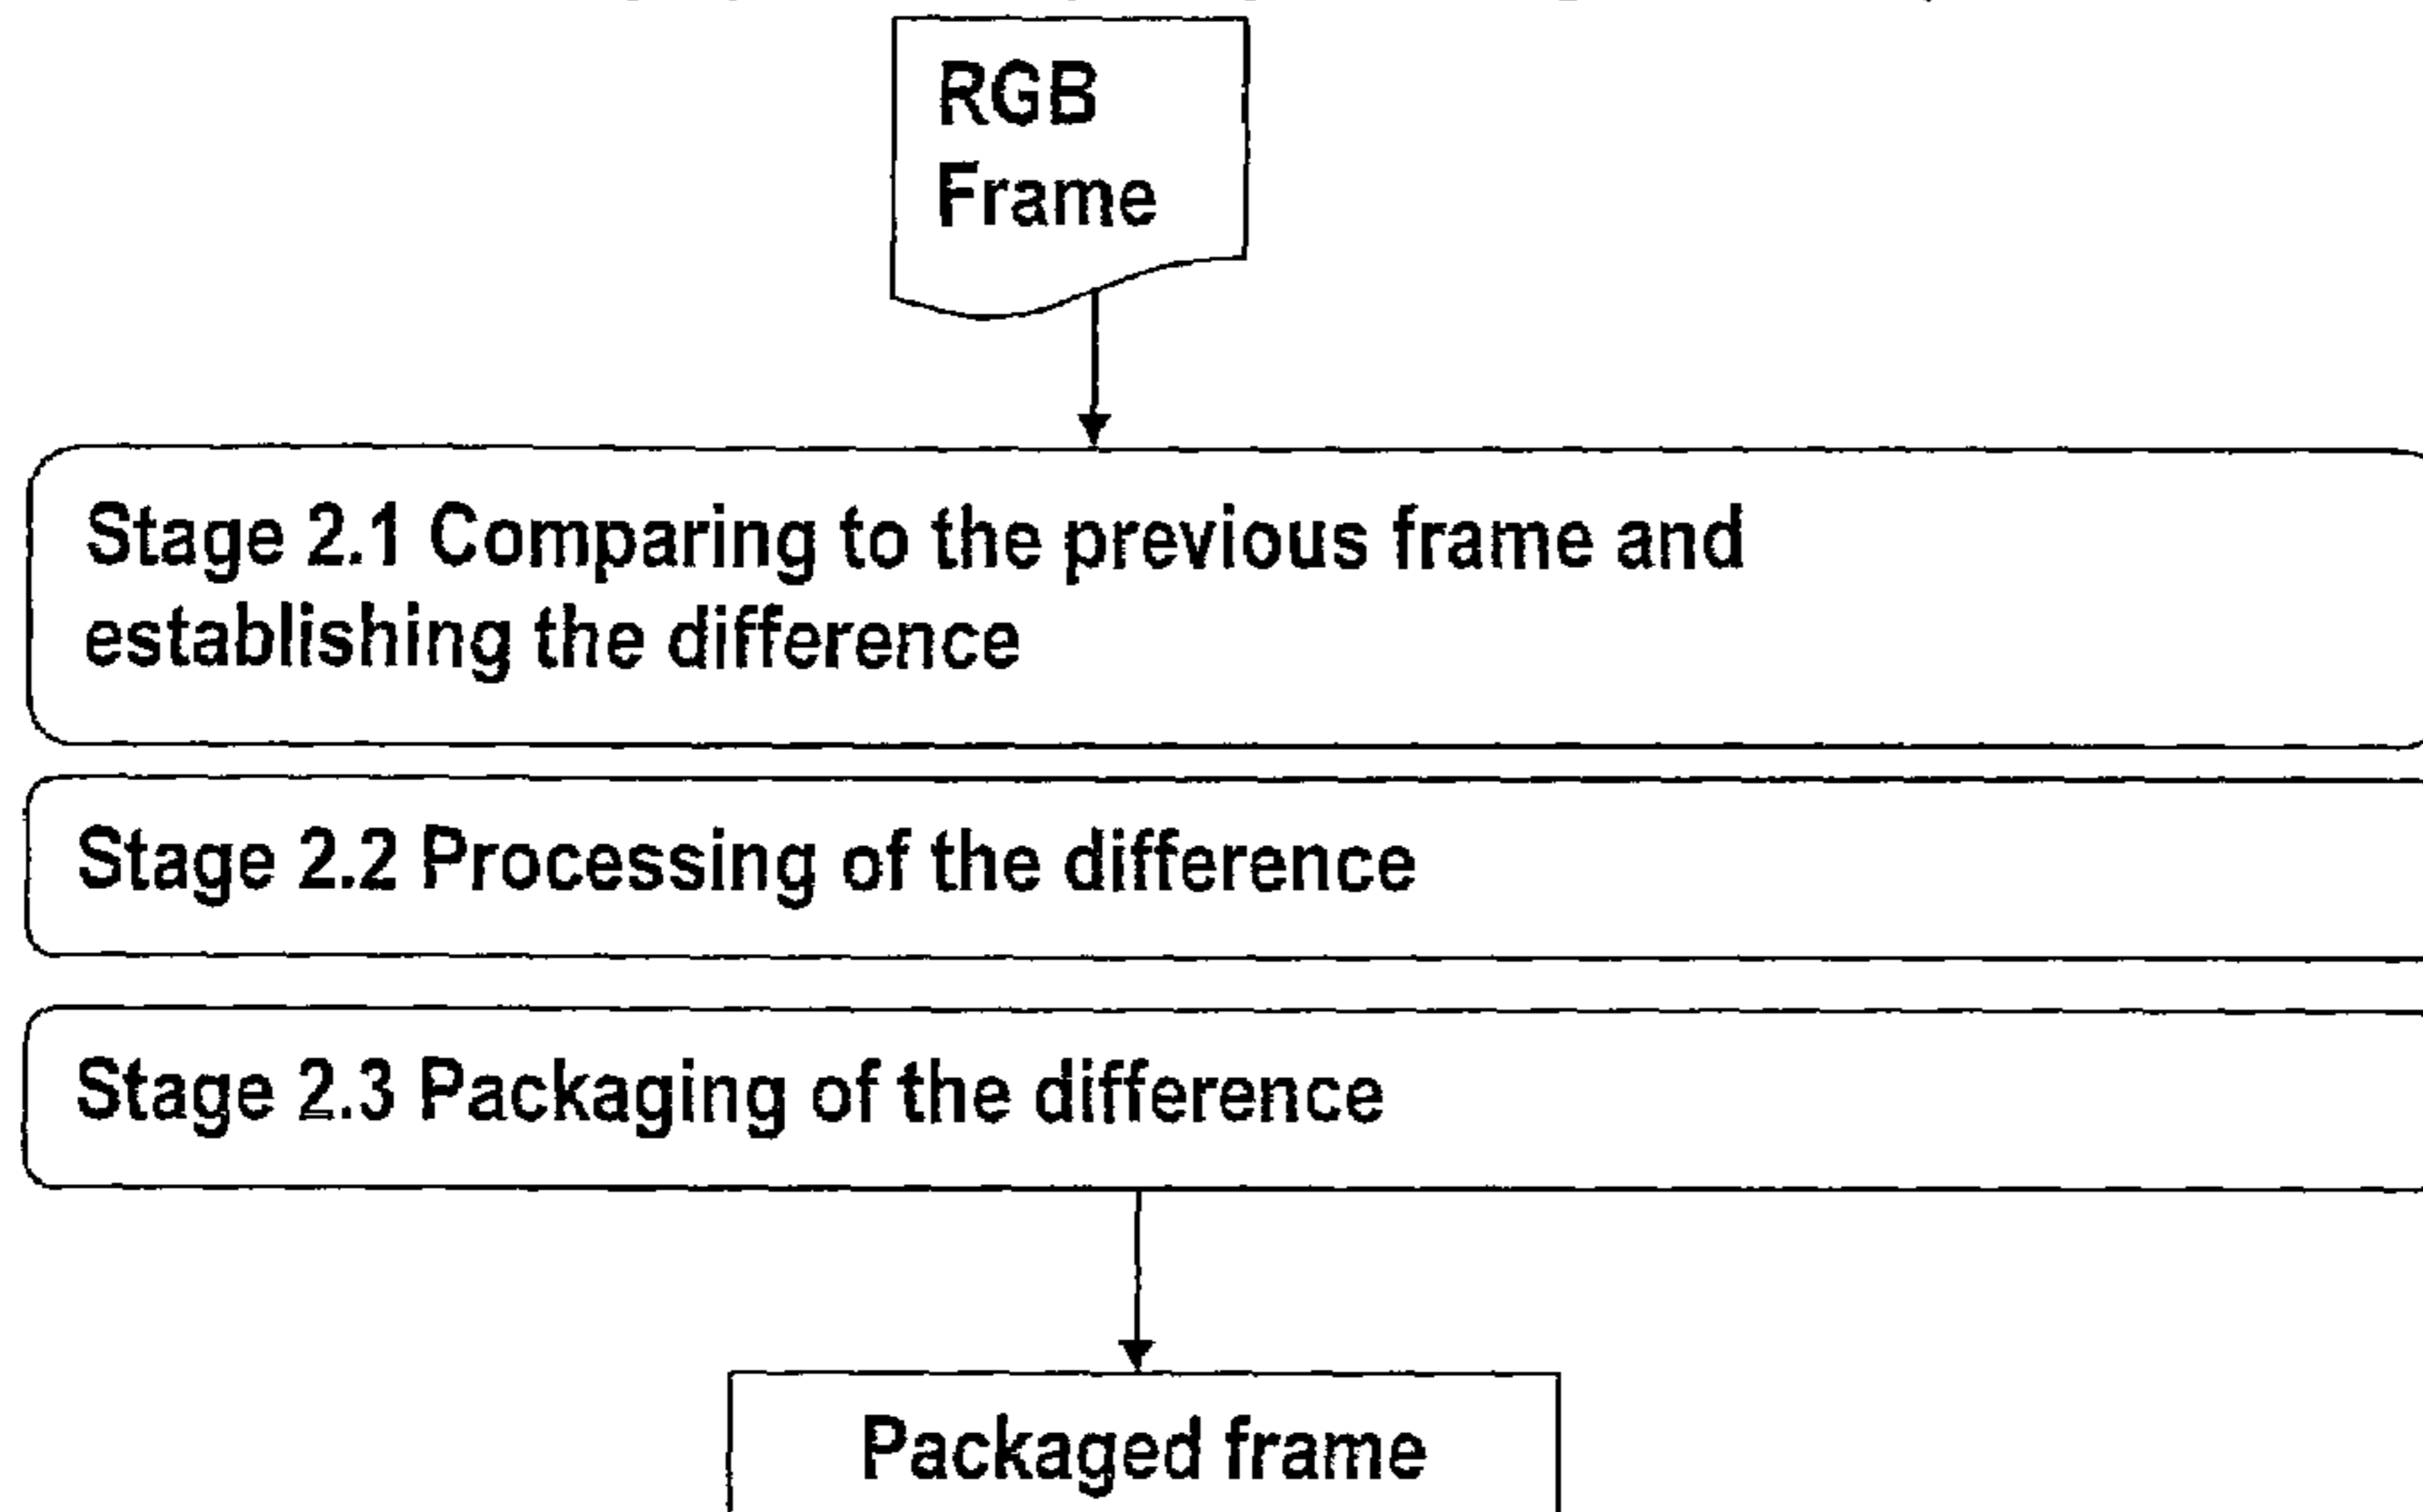 RGB
Frame
Stage 2.1 Comparing to the previous frame and
establishing the difference
Stage 2.2 Processing of the difference
Stage 2.3 Packaging of the difference
Packaged frame